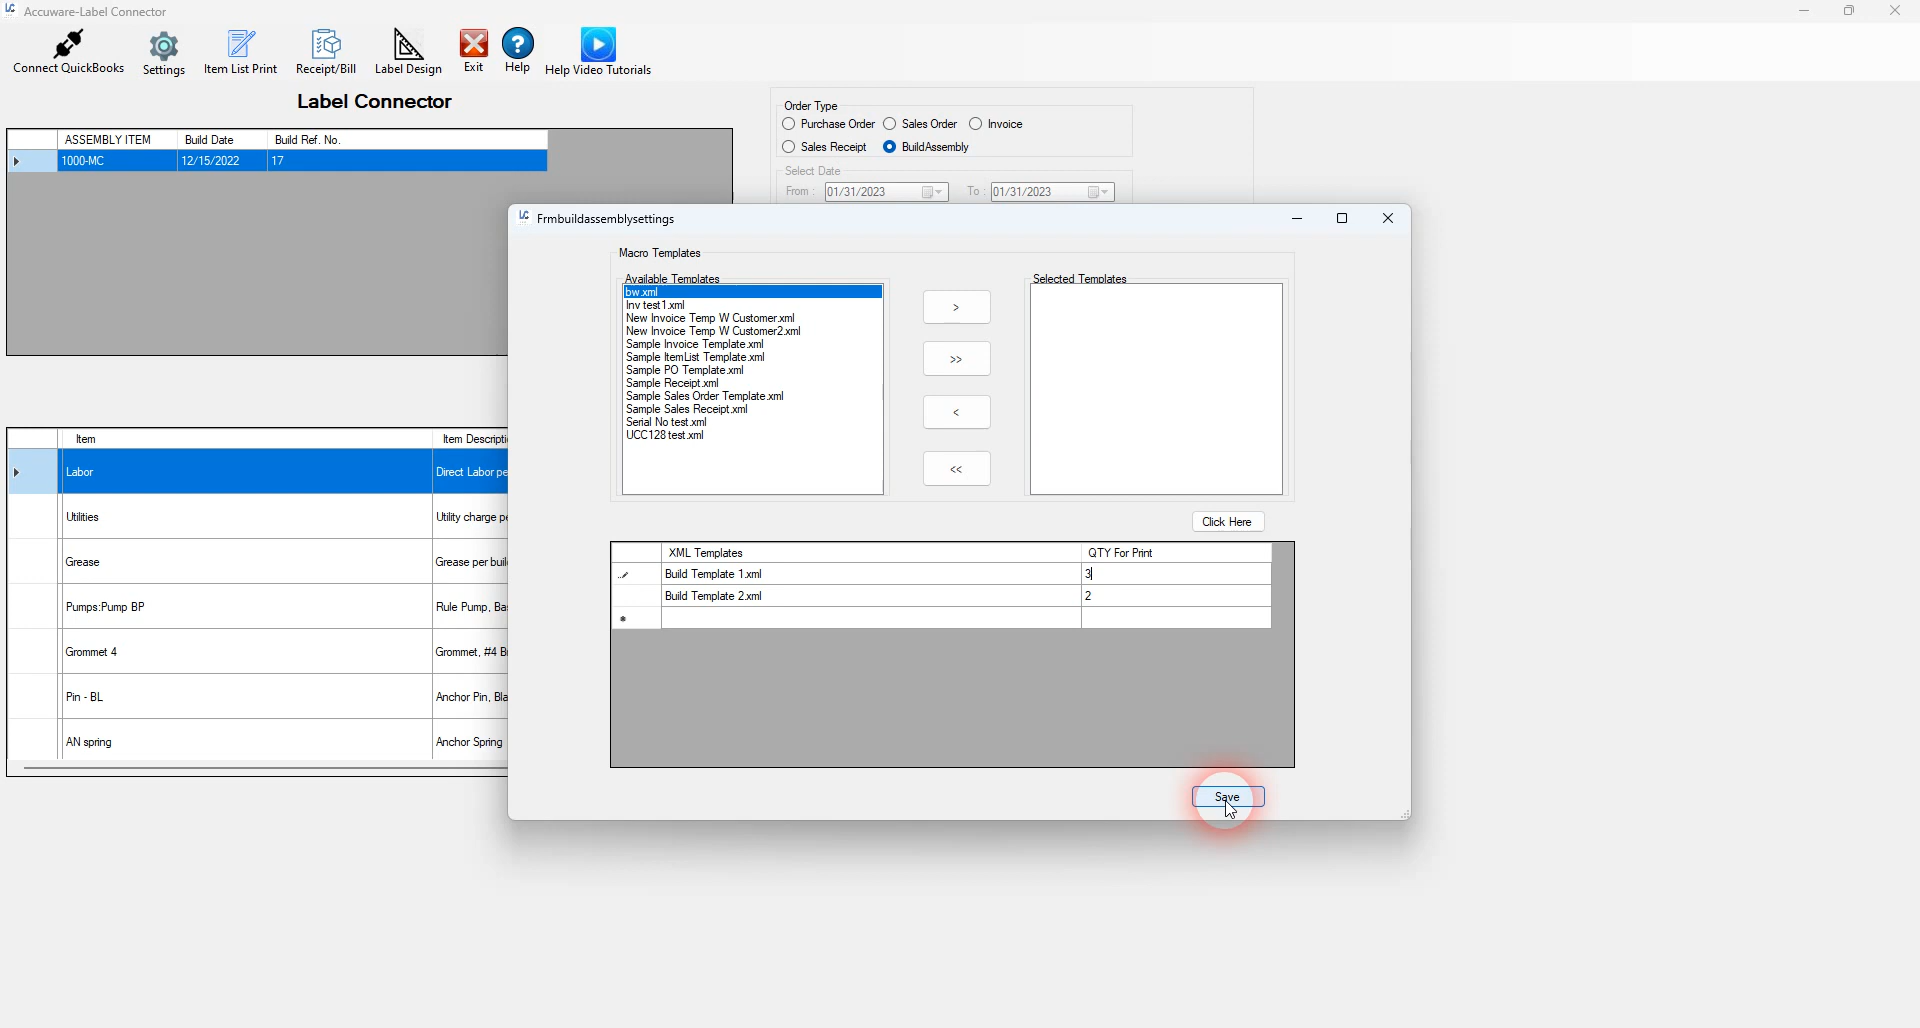 Accuware-Label Connector
Connect QuickBooks
Settings
Item List Print
Receipt/Bill
Label Design
Exit
Help
Help Video Tutorials
Label Connector
ASSEMBLY ITEM
Build Date
Build Ref. No.
1000-MC
12/15/2022
17
Order Type
Purchase Order
Sales Order
Invoice
Sales Receipt
BuildAssembly
Select Date
From :
01/31/2023
To :
01/31/2023
Frmbuildassemblysettings
Macro Templates
Available Templates
bw.xml
Inv test1.xml
New Invoice Temp W Customer.xml
New Invoice Temp W Customer2.xml
Sample Invoice Template.xml
Sample ItemList Template.xml
Sample PO Template.xml
Sample Receipt.xml
Sample Sales Order Template.xml
Sample Sales Receipt.xml
Serial No test.xml
UCC128 test.xml
>
>>
<
<<
Selected Templates
Click Here
XML Templates
QTY For Print
Build Template 1.xml
3
Build Template 2.xml
2
Save
Item
Item Descripti
Labor
Direct Labor pe
Utilities
Utility charge p
Grease
Grease per buil
Pumps:Pump BP
Rule Pump, Ba
Grommet 4
Grommet, #4 B
Pin - BL
Anchor Pin, Bla
AN spring
Anchor Spring